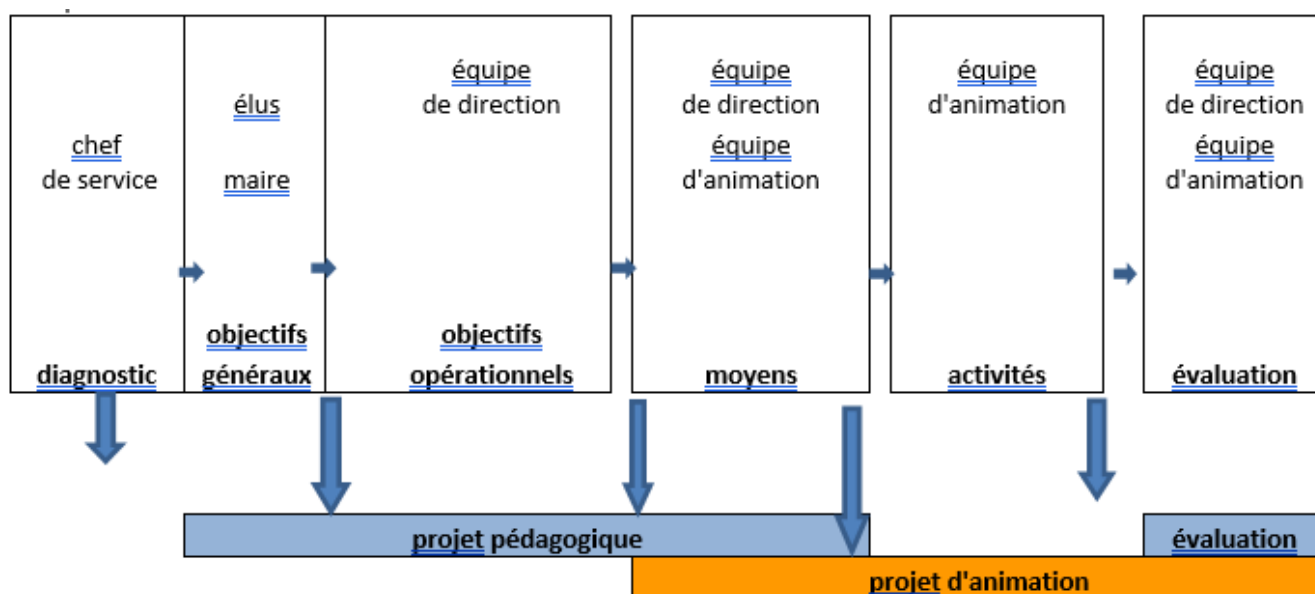 chef
de service
diagnostic
élus
maire
objectifs
généraux
équipe
de direction
objectifs
opérationnels
équipe
de direction
équipe
d'animation
moyens
équipe
d'animation
activités
équipe
de direction
équipe
d'animation
évaluation
projet pédagogique
évaluation
projet d'animation